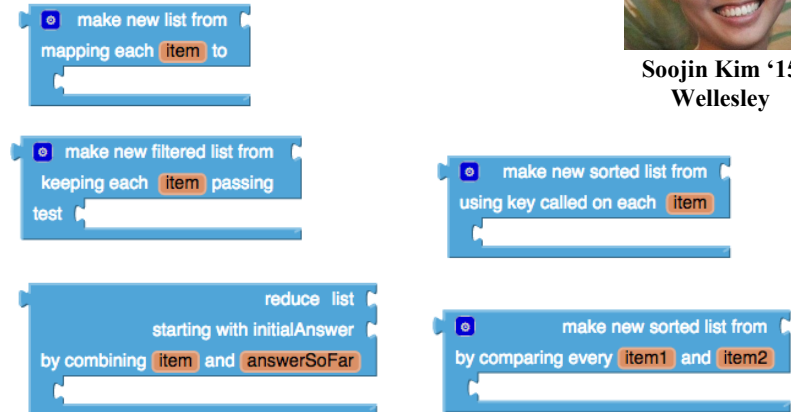 make new list from
mapping each item to
Soojin Kim ‘15
Wellesley
make new filtered list from
keeping each item passing
test
make new sorted list from
using key called on each item
reduce list
starting with initialAnswer
by combining item and answerSoFar
make new sorted list from
by comparing every item1 and item2